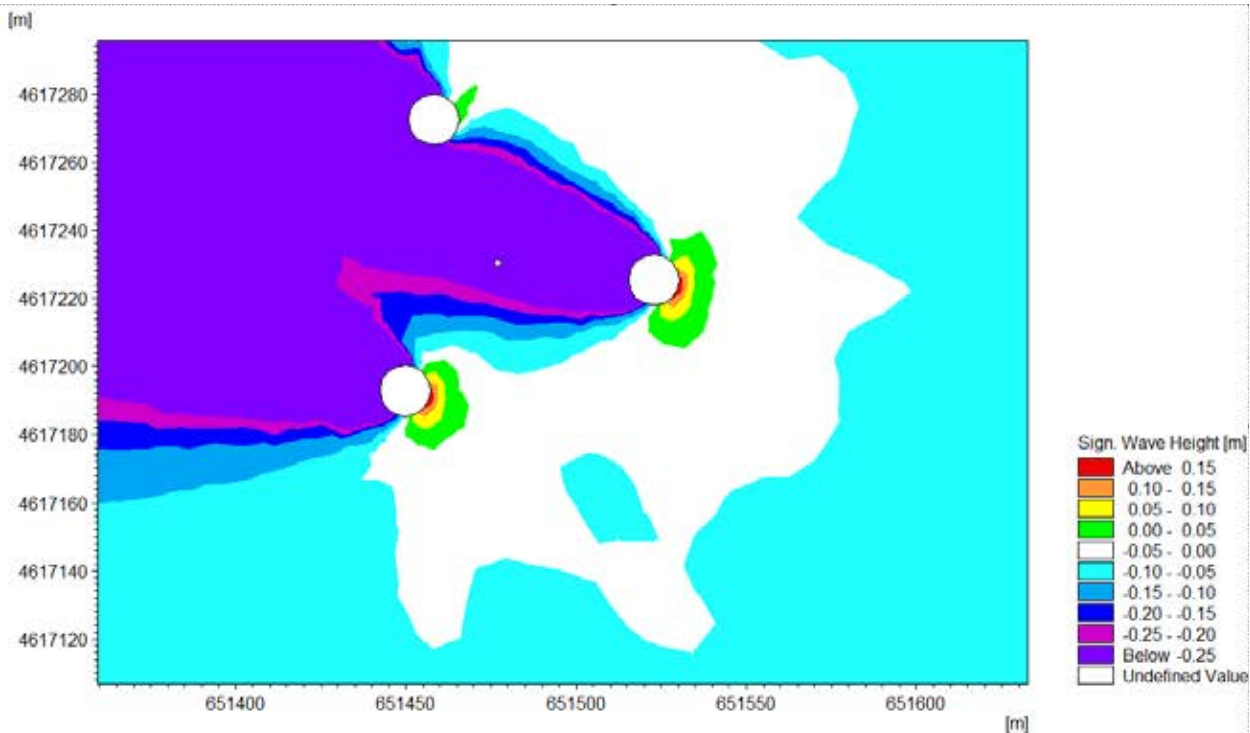 [m]
4617280
4617260
4617240
4617220
4617200
4617180
4617160
4617140
4617120
651400
651450
651500
651550
651600
[m]
Sign. Wave Height [m]
Above 0.15
0.10 - 0.15
0.05 - 0.10
0.00 - 0.05
-0.05 - 0.00
-0.10 - -0.05
-0.15 - -0.10
-0.20 - -0.15
-0.25 - -0.20
Below -0.25
Undefined Value